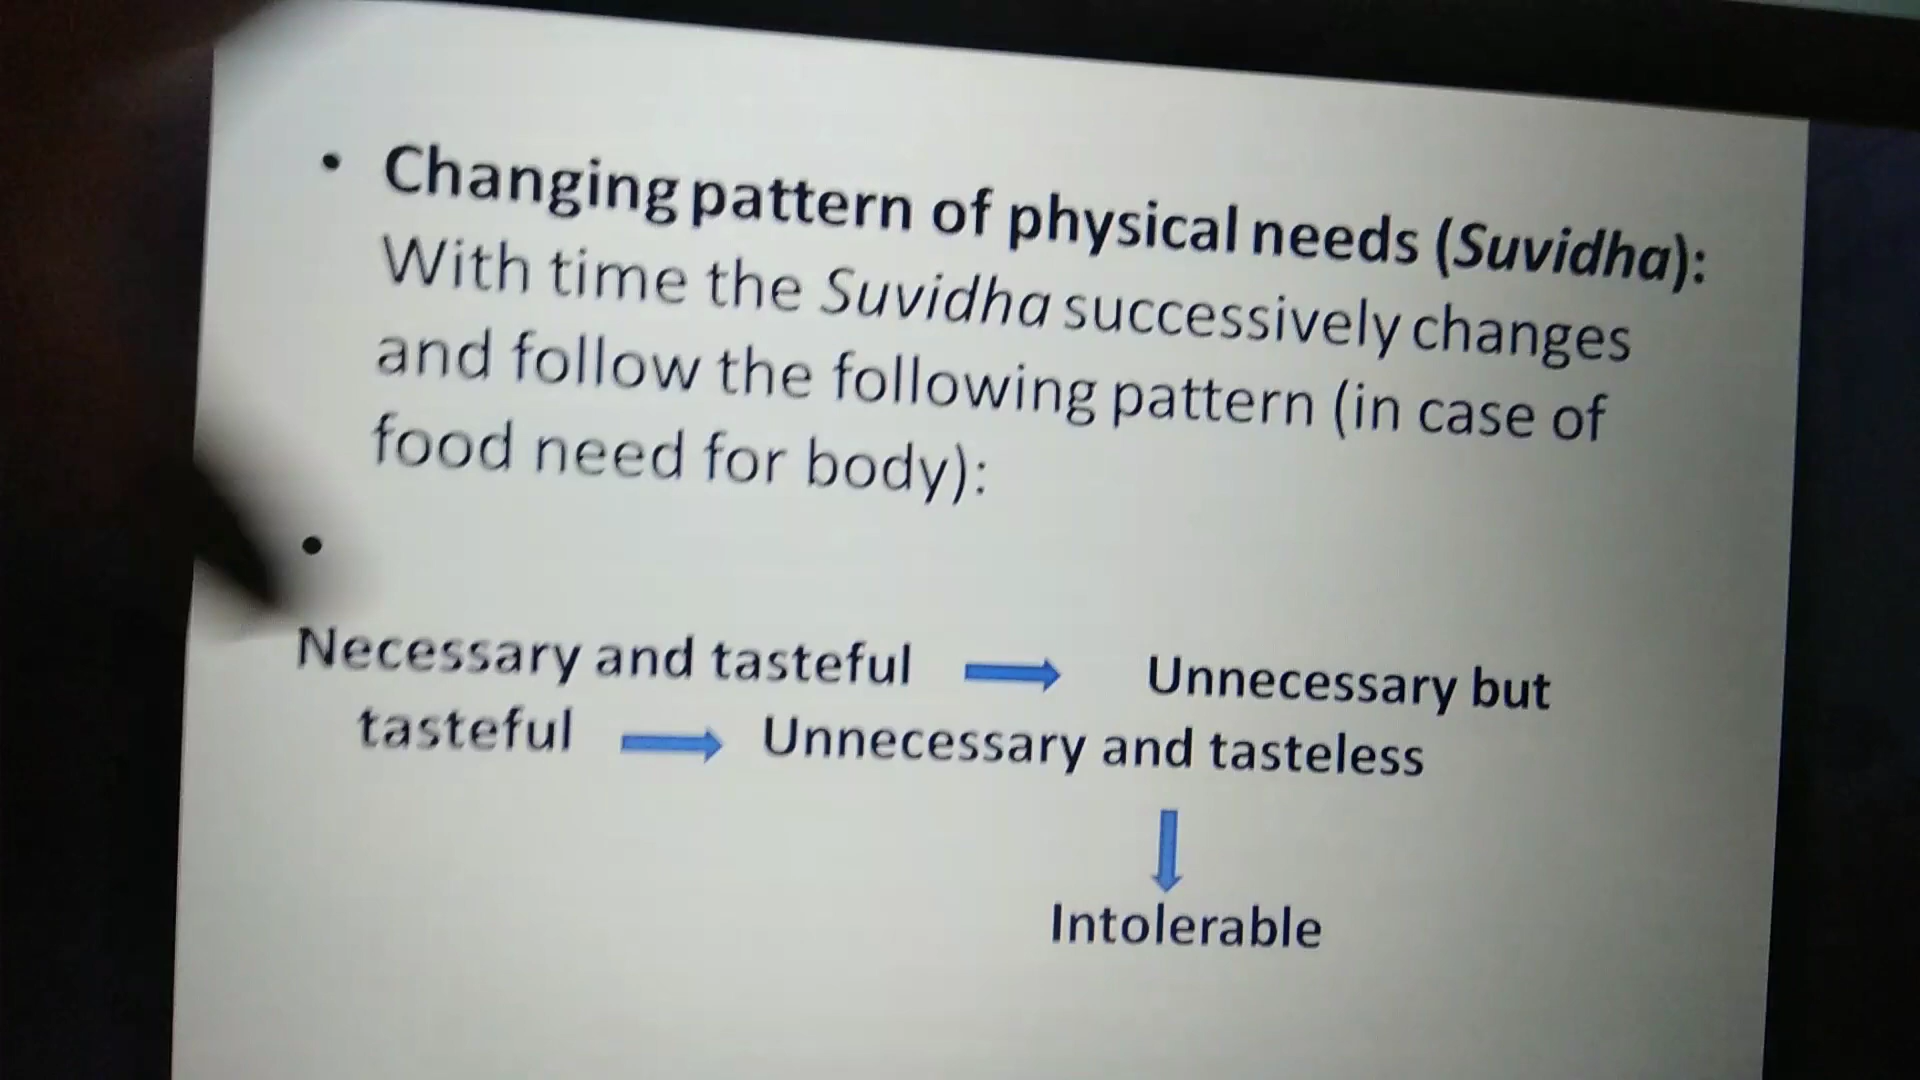 • Changing pattern of physical needs (Suvidha):
With time the Suvidha successively changes
and follow the following pattern (in case of
food need for body):
•
Necessary and tasteful → Unnecessary but
tasteful → Unnecessary and tasteless
↓
Intolerable